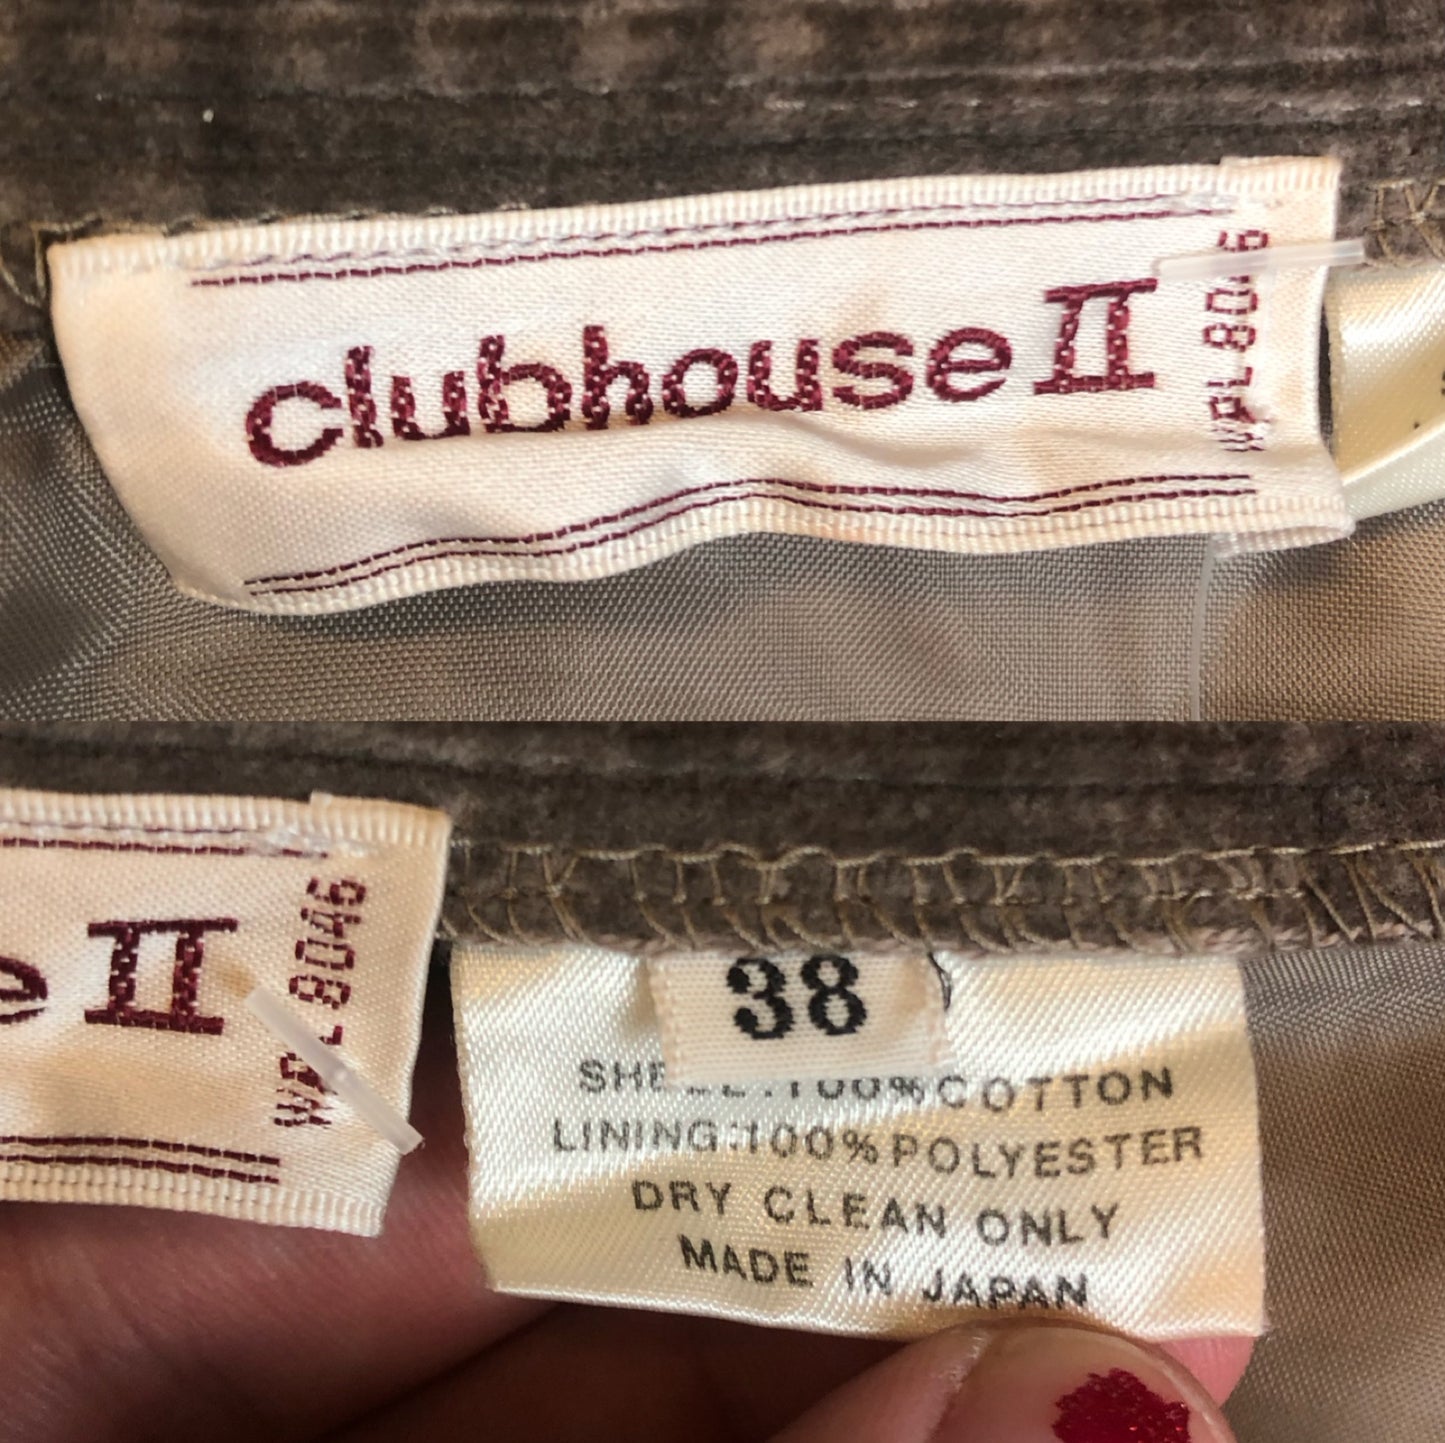 clubhouse II
WPL 8046
e II
WPL 8046
38
SHELL:100%COTTON
LINING:100%POLYESTER
DRY CLEAN ONLY
MADE IN JAPAN